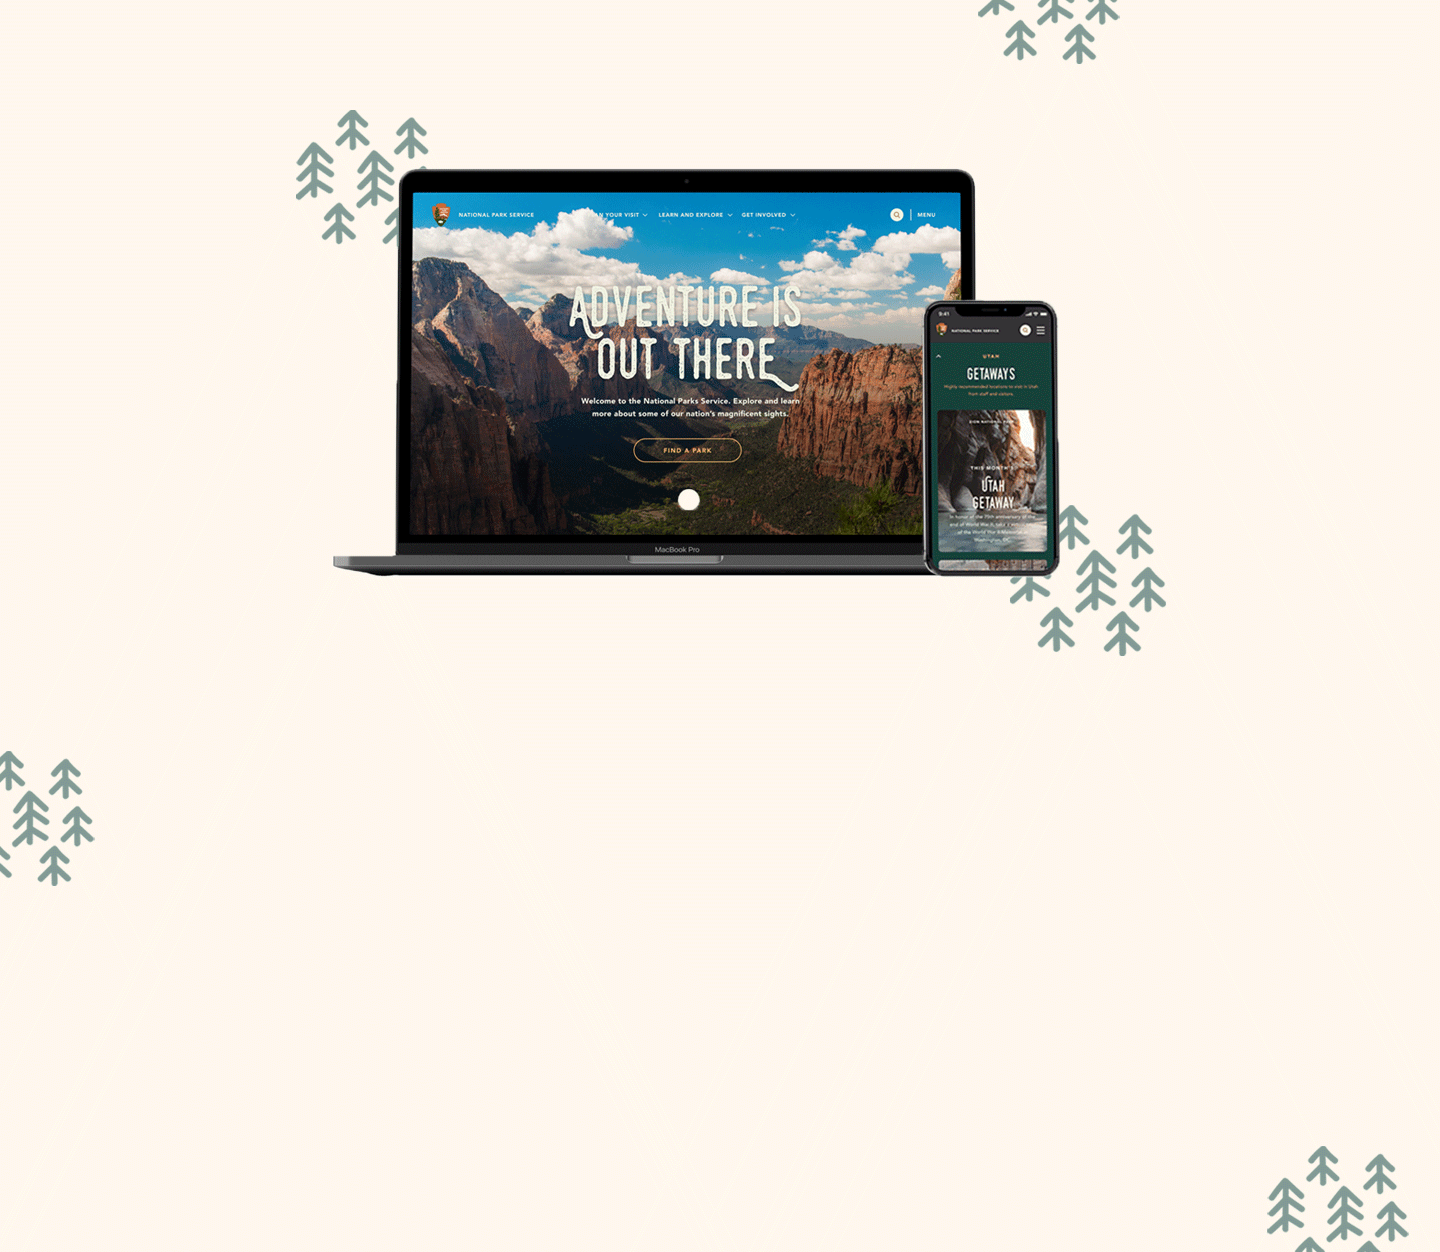 NATIONAL PARK SERVICE
YOUR VISIT
LEARN AND EXPLORE
GET INVOLVED
MENU
ADVENTURE IS
OUT THERE
Welcome to the National Parks Service. Explore and learn
more about some of our nation's magnificent sights.
FIND A PARK
MacBook Pro
9:41
NATIONAL PARK SERVICE
UTAH
GETAWAYS
Highly recommended locations to visit in Utah
from staff and visitors.
ZION NATIONAL
THIS MONTH'S
UTAH
GETAWAY
In honor of the 75th anniversary of the
end of World War II, take a
of the World War II Memorial in
Washington, DC.